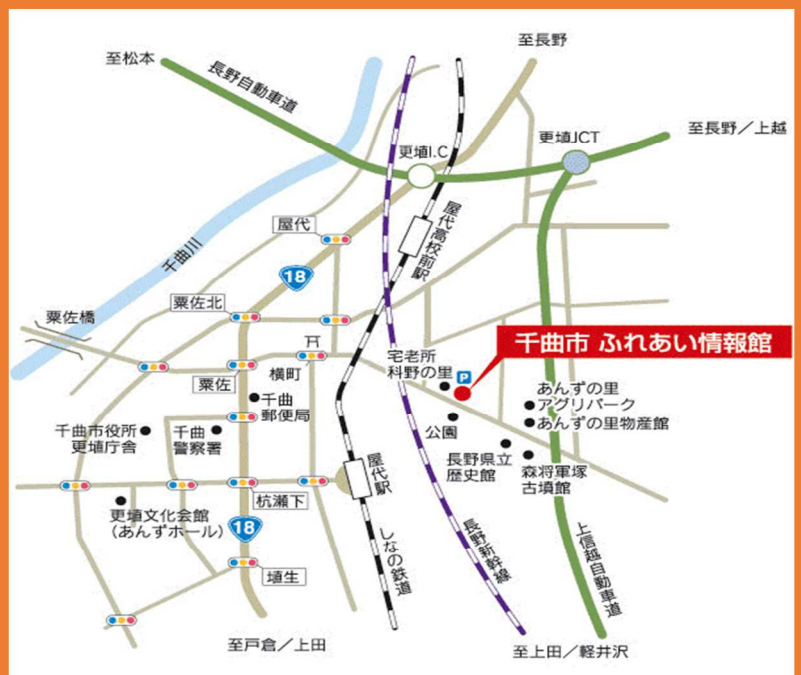 至長野
至松本
長野自動車道
更埴JCT
至長野／上越
更埴I.C
屋代
屋代高校前駅
千曲川
18
粟佐北
粟佐橋
千曲市 ふれあい情報館
P
宅老所
科野の里
粟佐
横町
あんずの里
アグリパーク
あんずの里物産館
千曲
郵便局
公園
千曲市役所
更埴庁舎
千曲
警察署
長野県立
歴史館
森将軍塚
古墳館
屋代駅
杭瀬下
更埴文化会館
（あんずホール）
18
しなの鉄道
長野新幹線
上信越自動車道
埴生
至戸倉／上田
至上田／軽井沢